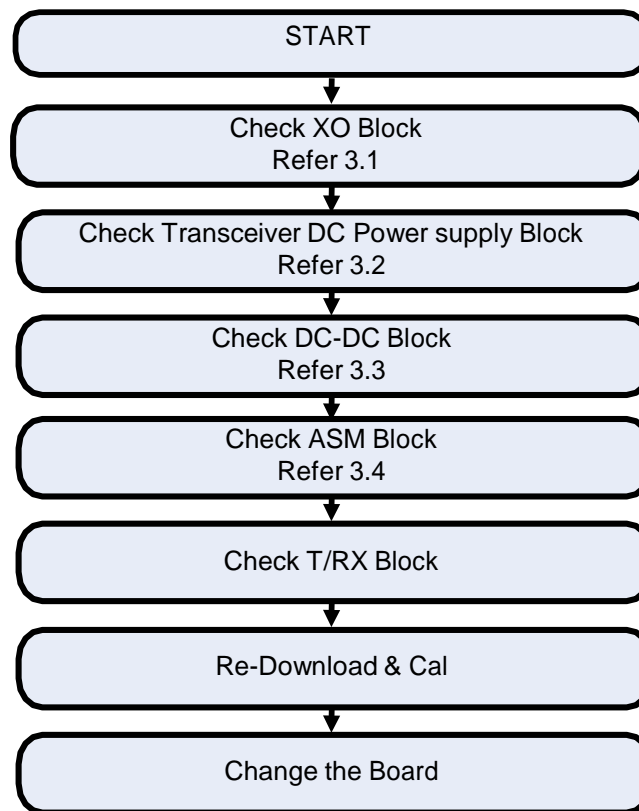 START
Check XO Block
Refer 3.1
Check Transceiver DC Power supply Block
Refer 3.2
Check DC-DC Block
Refer 3.3
Check ASM Block
Refer 3.4
Check T/RX Block
Re-Download & Cal
Change the Board